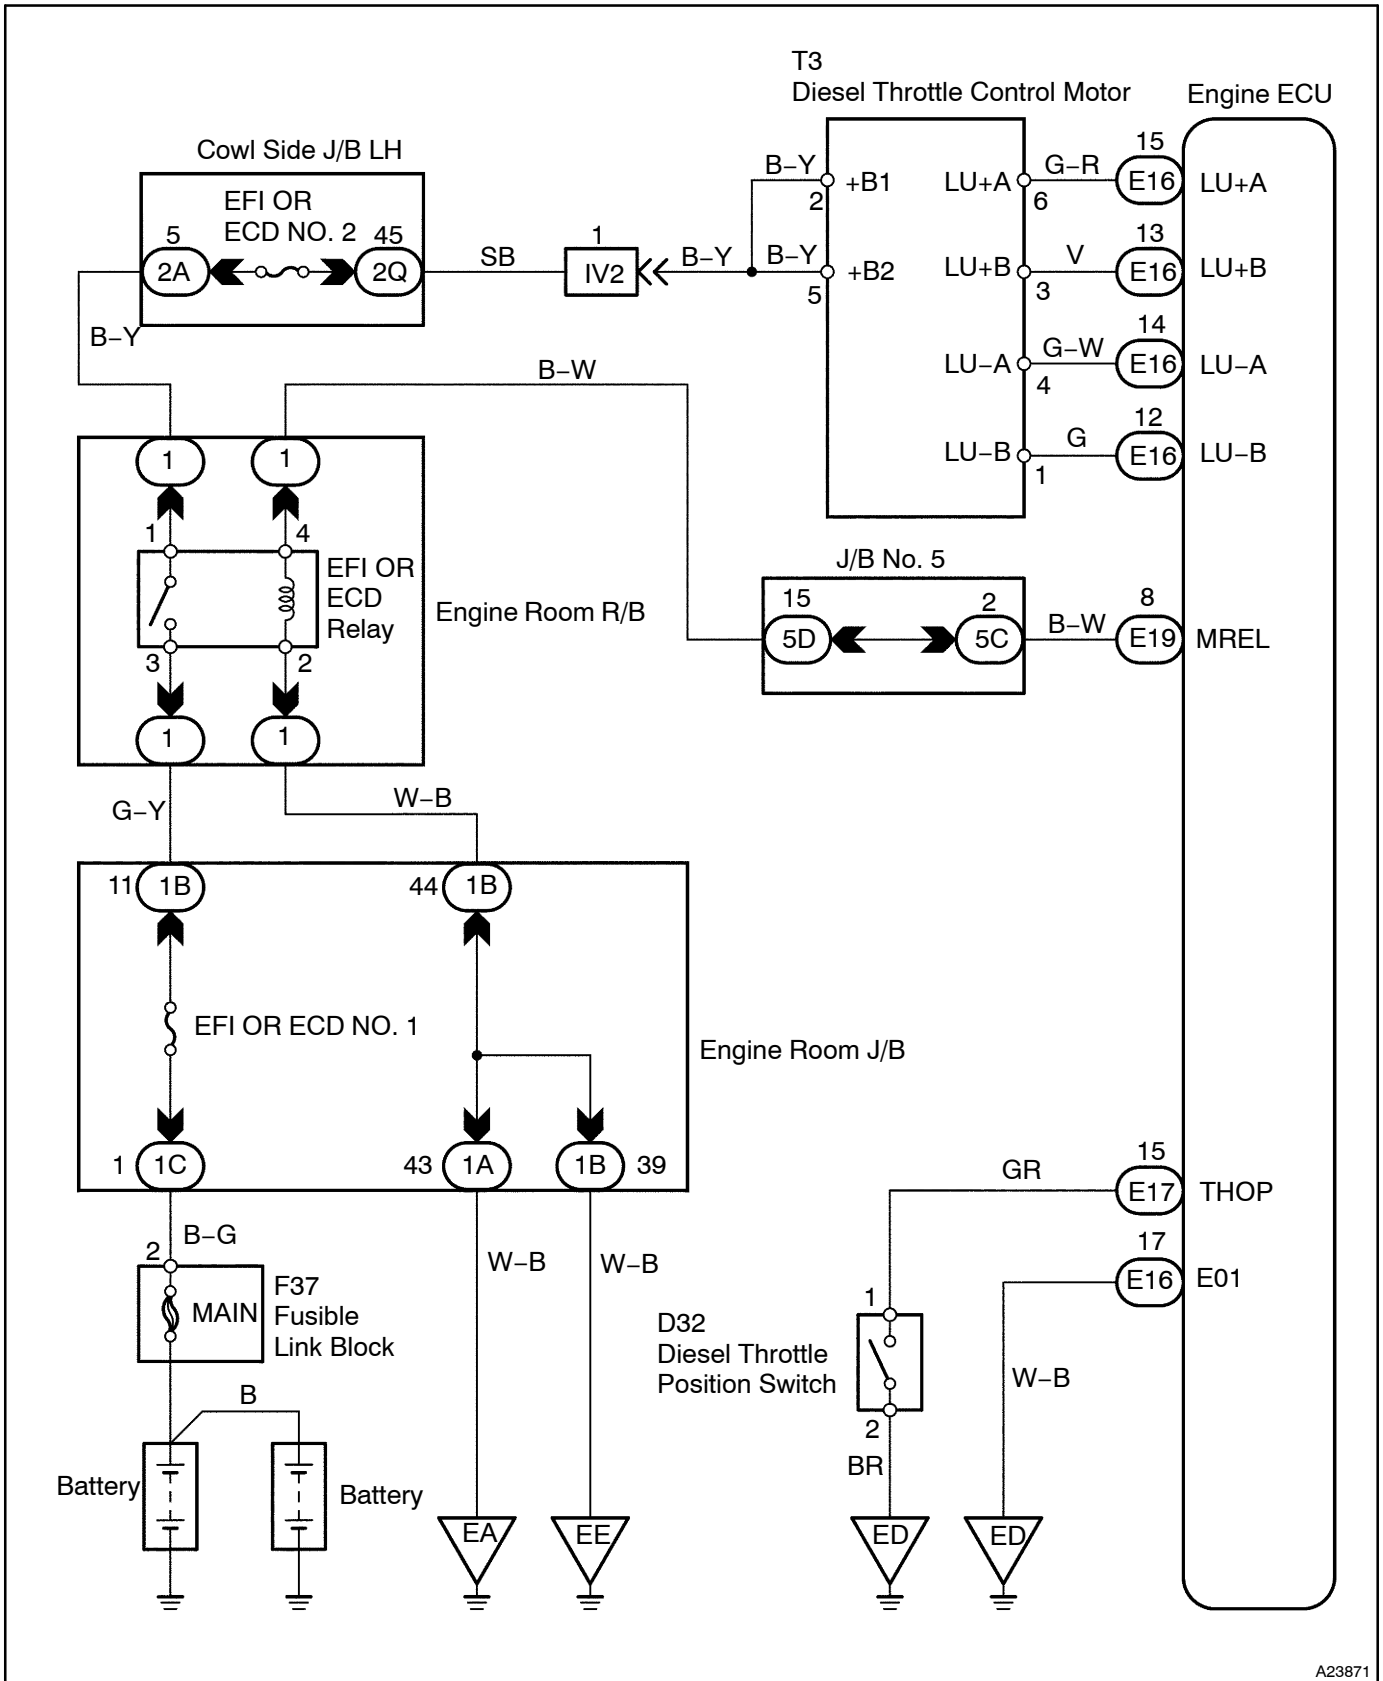 T3
Diesel Throttle Control Motor
Engine ECU
Cowl Side J/B LH
EFI OR
ECD NO. 2
5
45
2A
2Q
SB
1
IV2
B–Y
B–Y
B–Y
2
5
+B1
+B2
LU+A
LU+B
LU–A
LU–B
6
3
4
1
G–R
V
G–W
G
15
E16
LU+A
13
E16
LU+B
14
E16
LU–A
12
E16
LU–B
B–Y
B–W
1
1
1
4
EFI OR
ECD
Relay
3
2
1
1
Engine Room R/B
J/B No. 5
15
5D
2
5C
B–W
8
E19
MREL
G–Y
W–B
11
1B
44
1B
EFI OR ECD NO. 1
Engine Room J/B
1
1C
43
1A
1B
39
B–G
W–B
W–B
2
MAIN
F37
Fusible
Link Block
B
Battery
Battery
EA
EE
GR
15
E17
THOP
17
E16
E01
1
D32
Diesel Throttle
Position Switch
2
BR
W–B
ED
ED
A23871